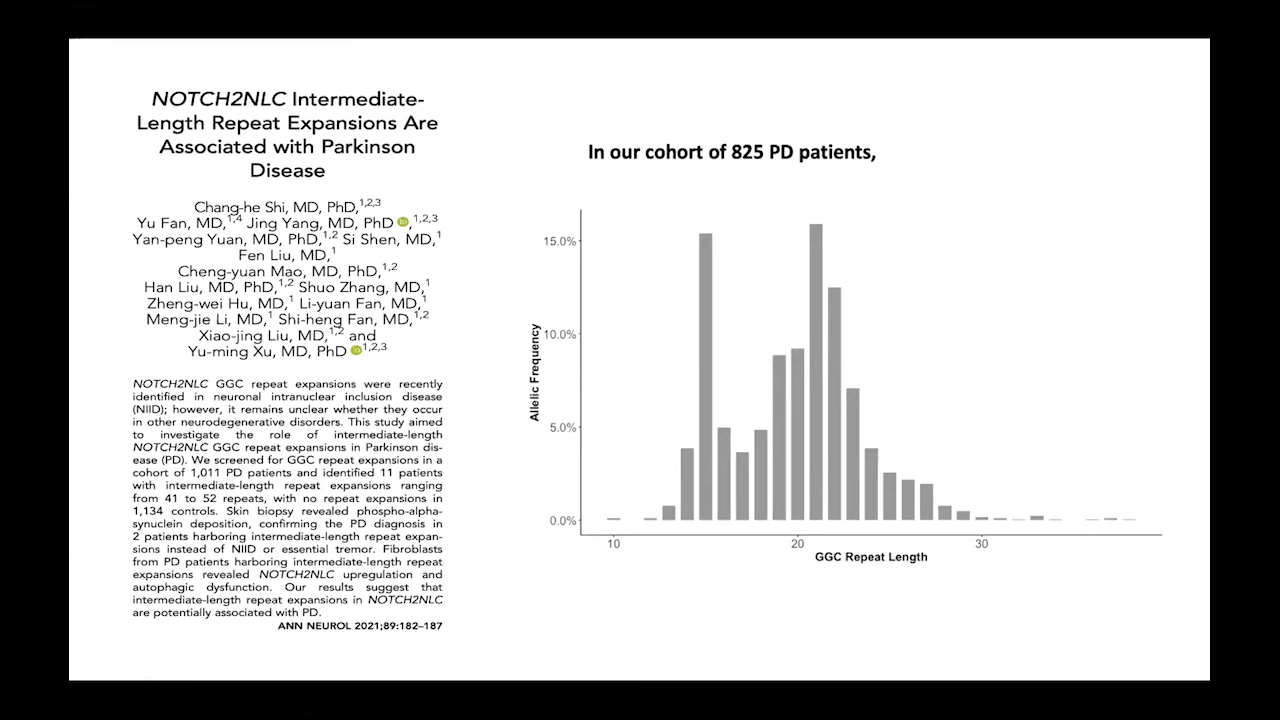 NOTCH2NLC Intermediate-
Length Repeat Expansions Are
Associated with Parkinson
Disease
Chang-he Shi, MD, PhD,1,2,3
Yu Fan, MD,1,4 Jing Yang, MD, PhD iD,1,2,3
Yan-peng Yuan, MD, PhD,1,2 Si Shen, MD,1
Fen Liu, MD,1
Cheng-yuan Mao, MD, PhD,1,2
Han Liu, MD, PhD,1,2 Shuo Zhang, MD,1
Zheng-wei Hu, MD,1 Li-yuan Fan, MD,1
Meng-jie Li, MD,1 Shi-heng Fan, MD,1,2
Xiao-jing Liu, MD,1,2 and
Yu-ming Xu, MD, PhD iD 1,2,3
NOTCH2NLC GGC repeat expansions were recently
identified in neuronal intranuclear inclusion disease
(NIID); however, it remains unclear whether they occur
in other neurodegenerative disorders. This study aimed
to investigate the role of intermediate-length
NOTCH2NLC GGC repeat expansions in Parkinson dis-
ease (PD). We screened for GGC repeat expansions in a
cohort of 1,011 PD patients and identified 11 patients
with intermediate-length repeat expansions ranging
from 41 to 52 repeats, with no repeat expansions in
1,134 controls. Skin biopsy revealed phospho-alpha-
synuclein deposition, confirming the PD diagnosis in
2 patients harboring intermediate-length repeat expan-
sions instead of NIID or essential tremor. Fibroblasts
from PD patients harboring intermediate-length repeat
expansions revealed NOTCH2NLC upregulation and
autophagic dysfunction. Our results suggest that
intermediate-length repeat expansions in NOTCH2NLC
are potentially associated with PD.
ANN NEUROL 2021;89:182–187
In our cohort of 825 PD patients,
Allelic Frequency
15.0%
10.0%
5.0%
0.0%
10 20 30
GGC Repeat Length